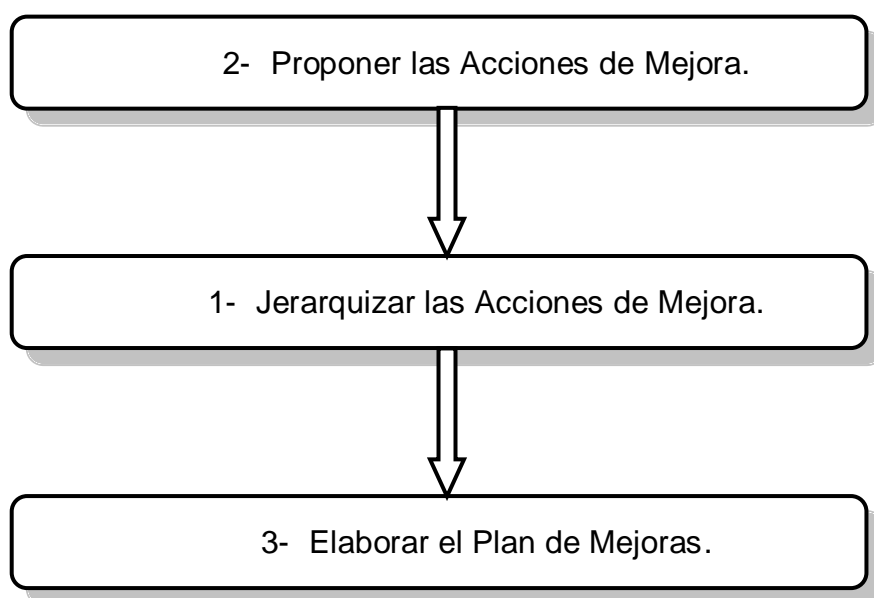 2- Proponer las Acciones de Mejora.
1- Jerarquizar las Acciones de Mejora.
3- Elaborar el Plan de Mejoras.